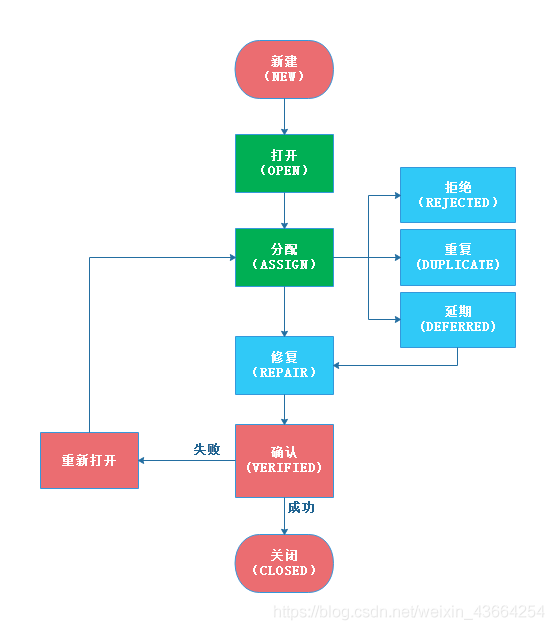 新建
(NEW)
打开
(OPEN)
分配
(ASSIGN)
拒绝
(REJECTED)
重复
(DUPLICATE)
延期
(DEFERRED)
修复
(REPAIR)
确认
(VERIFIED)
失败
重新打开
成功
关闭
(CLOSED)
https://blog.csdn.net/weixin_43664254